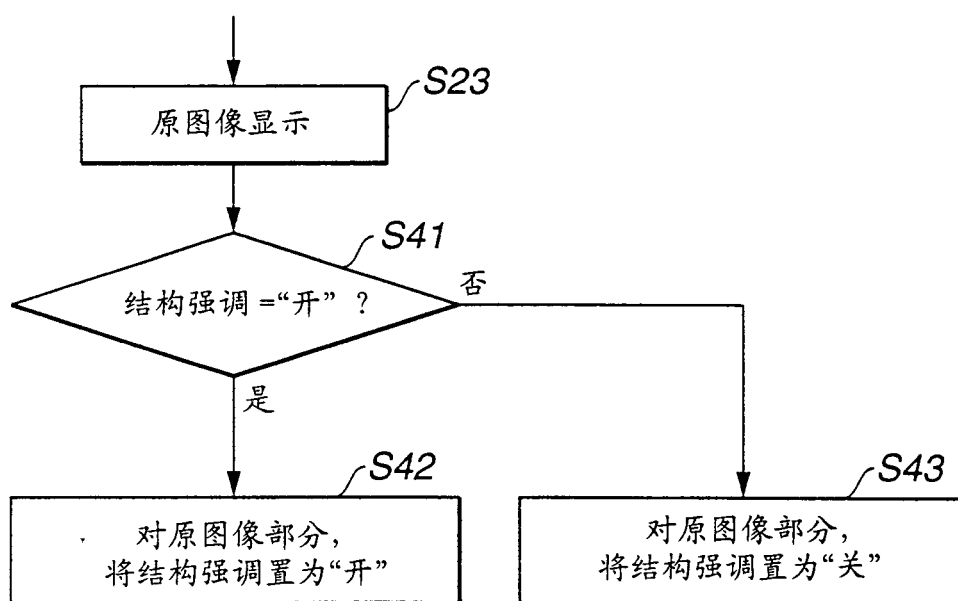 S23
原图像显示
S41
结构强调=“开” ?
否
是
S42
对原图像部分，
将结构强调置为“开”
S43
对原图像部分，
将结构强调置为“关”